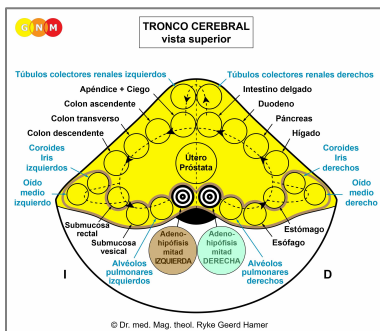 G N M
TRONCO CEREBRAL
vista superior
Túbulos colectores renales izquierdos
Túbulos colectores renales derechos
Apéndice + Ciego
Intestino delgado
Colon ascendente
Duodeno
Colon transverso
Páncreas
Colon descendente
Hígado
Coroides
Iris
izquierdos
Coroides
Iris
derechos
Útero
Próstata
Oído
medio
izquierdo
Oído
medio
derecho
Submucosa
rectal
Submucosa
vesical
Estómago
Esófago
Adeno-
hipófisis
mitad
IZQUIERDA
Adeno-
hipófisis
mitad
DERECHA
Alvéolos
pulmonares
izquierdos
Alvéolos
pulmonares
derechos
I
D
© Dr. med. Mag. theol. Ryke Geerd Hamer